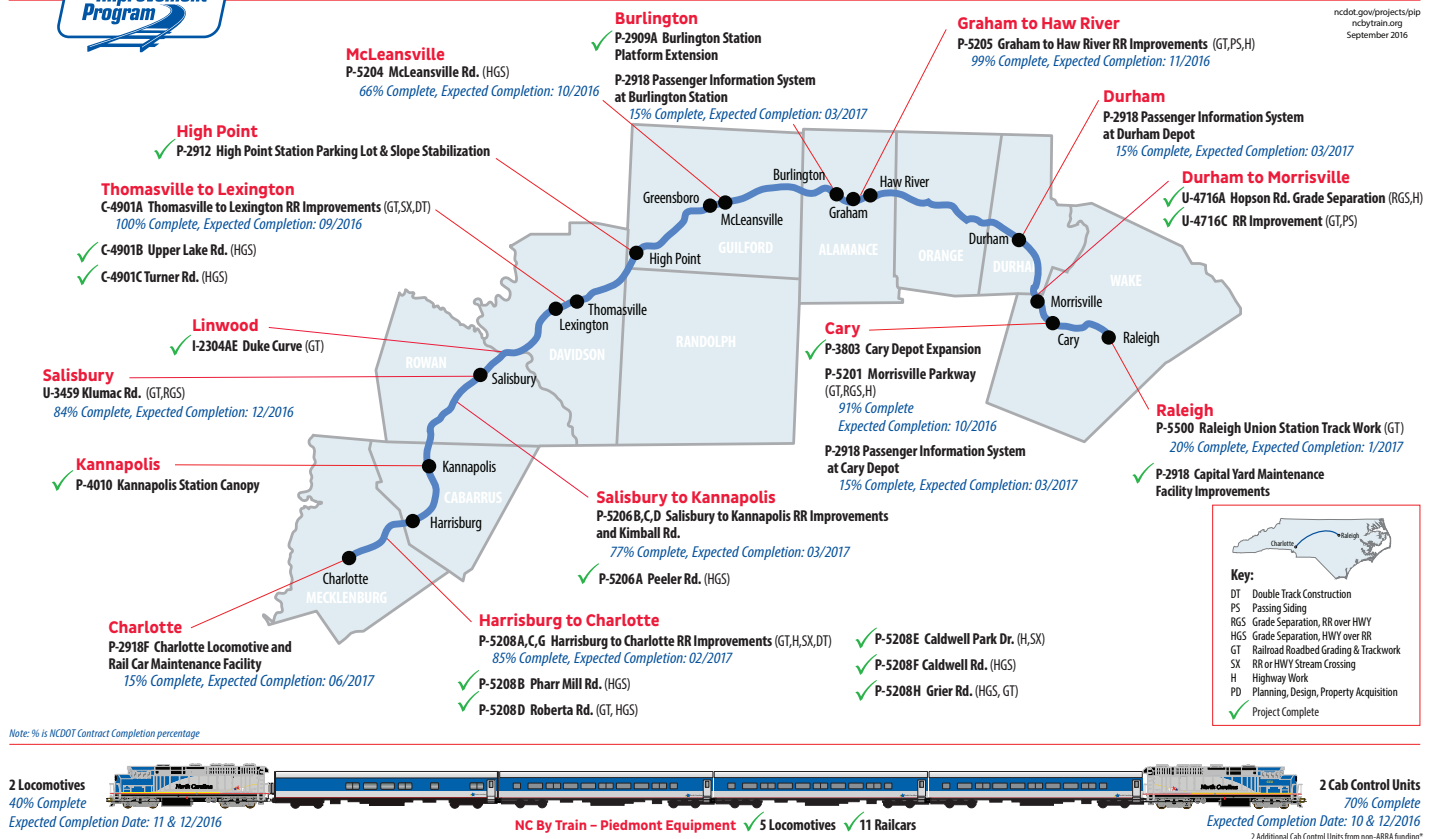 Improvement
Program
ncdot.gov/projects/pip
ncbytrain.org
September 2016
Burlington
P-2909A Burlington Station
Platform Extension
P-2918 Passenger Information System
at Burlington Station
15% Complete, Expected Completion: 03/2017
Graham to Haw River
P-5205 Graham to Haw River RR Improvements (GT,PS,H)
99% Complete, Expected Completion: 11/2016
McLeansville
P-5204 McLeansville Rd. (HGS)
66% Complete, Expected Completion: 10/2016
Durham
P-2918 Passenger Information System
at Durham Depot
15% Complete, Expected Completion: 03/2017
High Point
P-2912 High Point Station Parking Lot & Slope Stabilization
Durham to Morrisville
U-4716A Hopson Rd. Grade Separation (RGS,H)
U-4716C RR Improvement (GT,PS)
Thomasville to Lexington
C-4901A Thomasville to Lexington RR Improvements (GT,SX,DT)
100% Complete, Expected Completion: 09/2016
C-4901B Upper Lake Rd. (HGS)
C-4901C Turner Rd. (HGS)
Linwood
I-2304AE Duke Curve (GT)
Salisbury
U-3459 Klumac Rd. (GT,RGS)
84% Complete, Expected Completion: 12/2016
Kannapolis
P-4010 Kannapolis Station Canopy
Burlington
Haw River
Graham
Greensboro
McLeansville
GUILFORD
ALAMANCE
ORANGE
Durham
DURHA
WAKE
High Point
Thomasville
Lexington
Morrisville
Cary
Raleigh
RANDOLPH
DAVIDSON
ROWAN
Salisbury
Kannapolis
CABARRUS
Harrisburg
Charlotte
MECKLENBURG
Cary
P-3803 Cary Depot Expansion
P-5201 Morrisville Parkway
(GT,RGS,H)
91% Complete
Expected Completion: 10/2016
P-2918 Passenger Information System
at Cary Depot
15% Complete, Expected Completion: 03/2017
Raleigh
P-5500 Raleigh Union Station Track Work (GT)
20% Complete, Expected Completion: 1/2017
P-2918 Capital Yard Maintenance
Facility Improvements
Salisbury to Kannapolis
P-5206 B,C,D Salisbury to Kannapolis RR Improvements
and Kimball Rd.
77% Complete, Expected Completion: 03/2017
P-5206 A Peeler Rd. (HGS)
Charlotte
P-2918F Charlotte Locomotive and
Rail Car Maintenance Facility
15% Complete, Expected Completion: 06/2017
Harrisburg to Charlotte
P-5208 A,C,G Harrisburg to Charlotte RR Improvements (GT,H,SX,DT)
85% Complete, Expected Completion: 02/2017
P-5208 B Pharr Mill Rd. (HGS)
P-5208 D Roberta Rd. (GT, HGS)
P-5208E Caldwell Park Dr. (H,SX)
P-5208F Caldwell Rd. (HGS)
P-5208H Grier Rd. (HGS, GT)
Charlotte
Raleigh
Key:
DT Double Track Construction
PS Passing Siding
RGS Grade Separation, RR over HWY
HGS Grade Separation, HWY over RR
GT Railroad Roadbed Grading & Trackwork
SX RR or HWY Stream Crossing
H Highway Work
PD Planning, Design, Property Acquisition
Project Complete
Note: % is NCDOT Contract Completion percentage
2 Locomotives
40% Complete
Expected Completion Date: 11 & 12/2016
North Carolina
North Carolina
NC By Train – Piedmont Equipment 5 Locomotives 11 Railcars
2 Cab Control Units
70% Complete
Expected Completion Date: 10 & 12/2016
2 Additional Cab Control Units from non-ARRA funding*